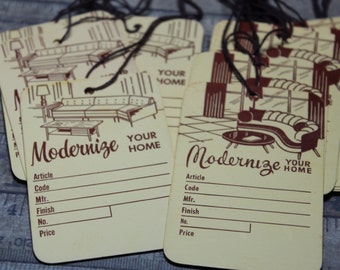 Modernize YOUR
HOME
Article
Code
Mfr.
Finish
No.
Price
Modernize YOUR
HOME
Article
Code
Mfr.
Finish
No.
Price